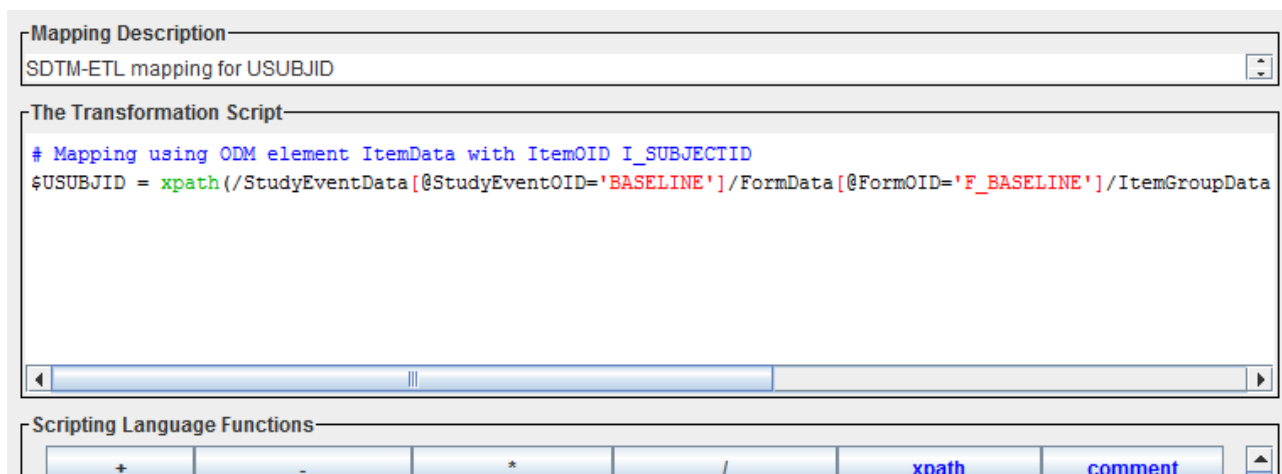 Mapping Description
SDTM-ETL mapping for USUBJID
The Transformation Script
# Mapping using ODM element ItemData with ItemOID I_SUBJECTID
$USUBJID = xpath(/StudyEventData[@StudyEventOID='BASELINE']/FormData[@FormOID='F_BASELINE']/ItemGroupData
Scripting Language Functions
+ - * / xpath comment